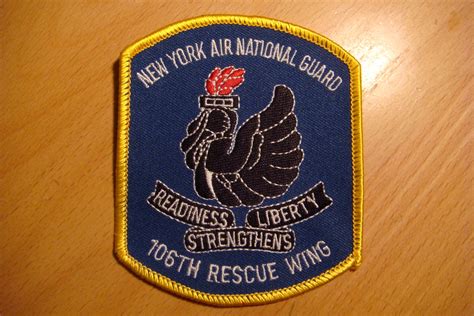 NEW YORK AIR NATIONAL GUARD
READINESS LIBERTY
STRENGTHENS
106TH RESCUE WING